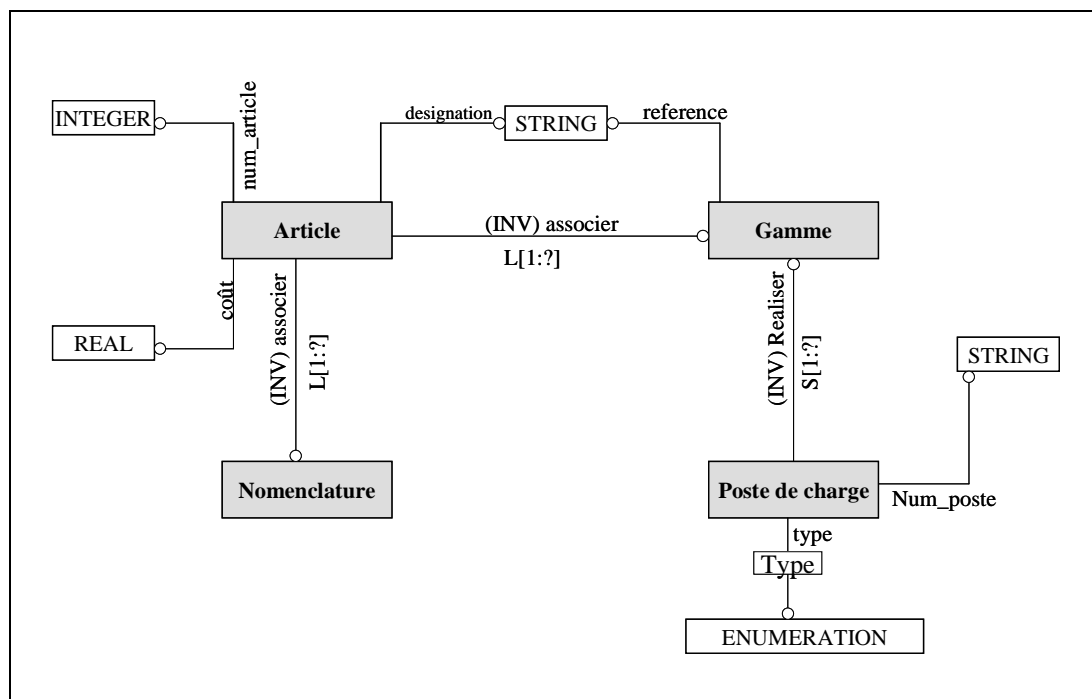 INTEGER
num_article
designation
STRING
reference
Article
(INV) associer
L[1:?]
Gamme
coût
REAL
(INV) associer
L[1:?]
(INV) Realiser
S[1:?]
STRING
Nomenclature
Poste de charge
Num_poste
type
Type
ENUMERATION